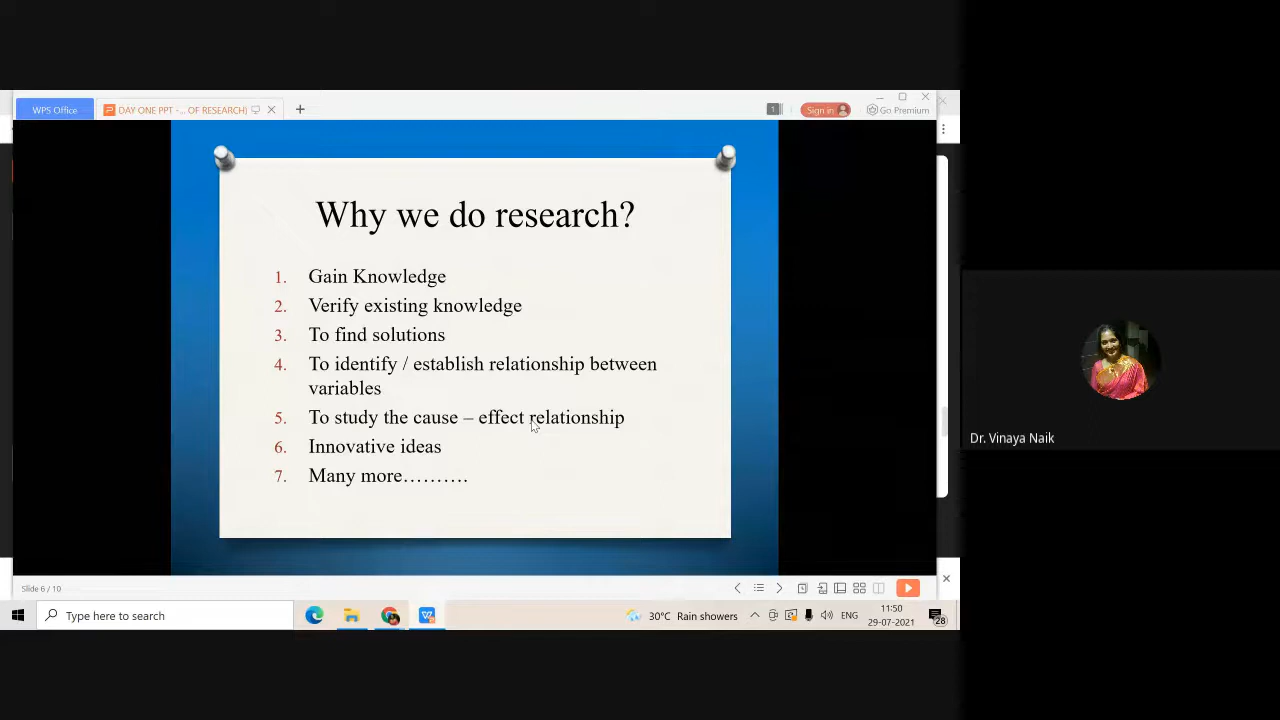 WPS Office
DAY ONE PPT -... OF RESEARCH)
1
Sign in
Go Premium
Why we do research?
1. Gain Knowledge
2. Verify existing knowledge
3. To find solutions
4. To identify / establish relationship between
variables
5. To study the cause – effect relationship
6. Innovative ideas
7. Many more……….
Dr. Vinaya Naik
Slide 6 / 10
Type here to search
30°C Rain showers
ENG
11:50
29-07-2021
28